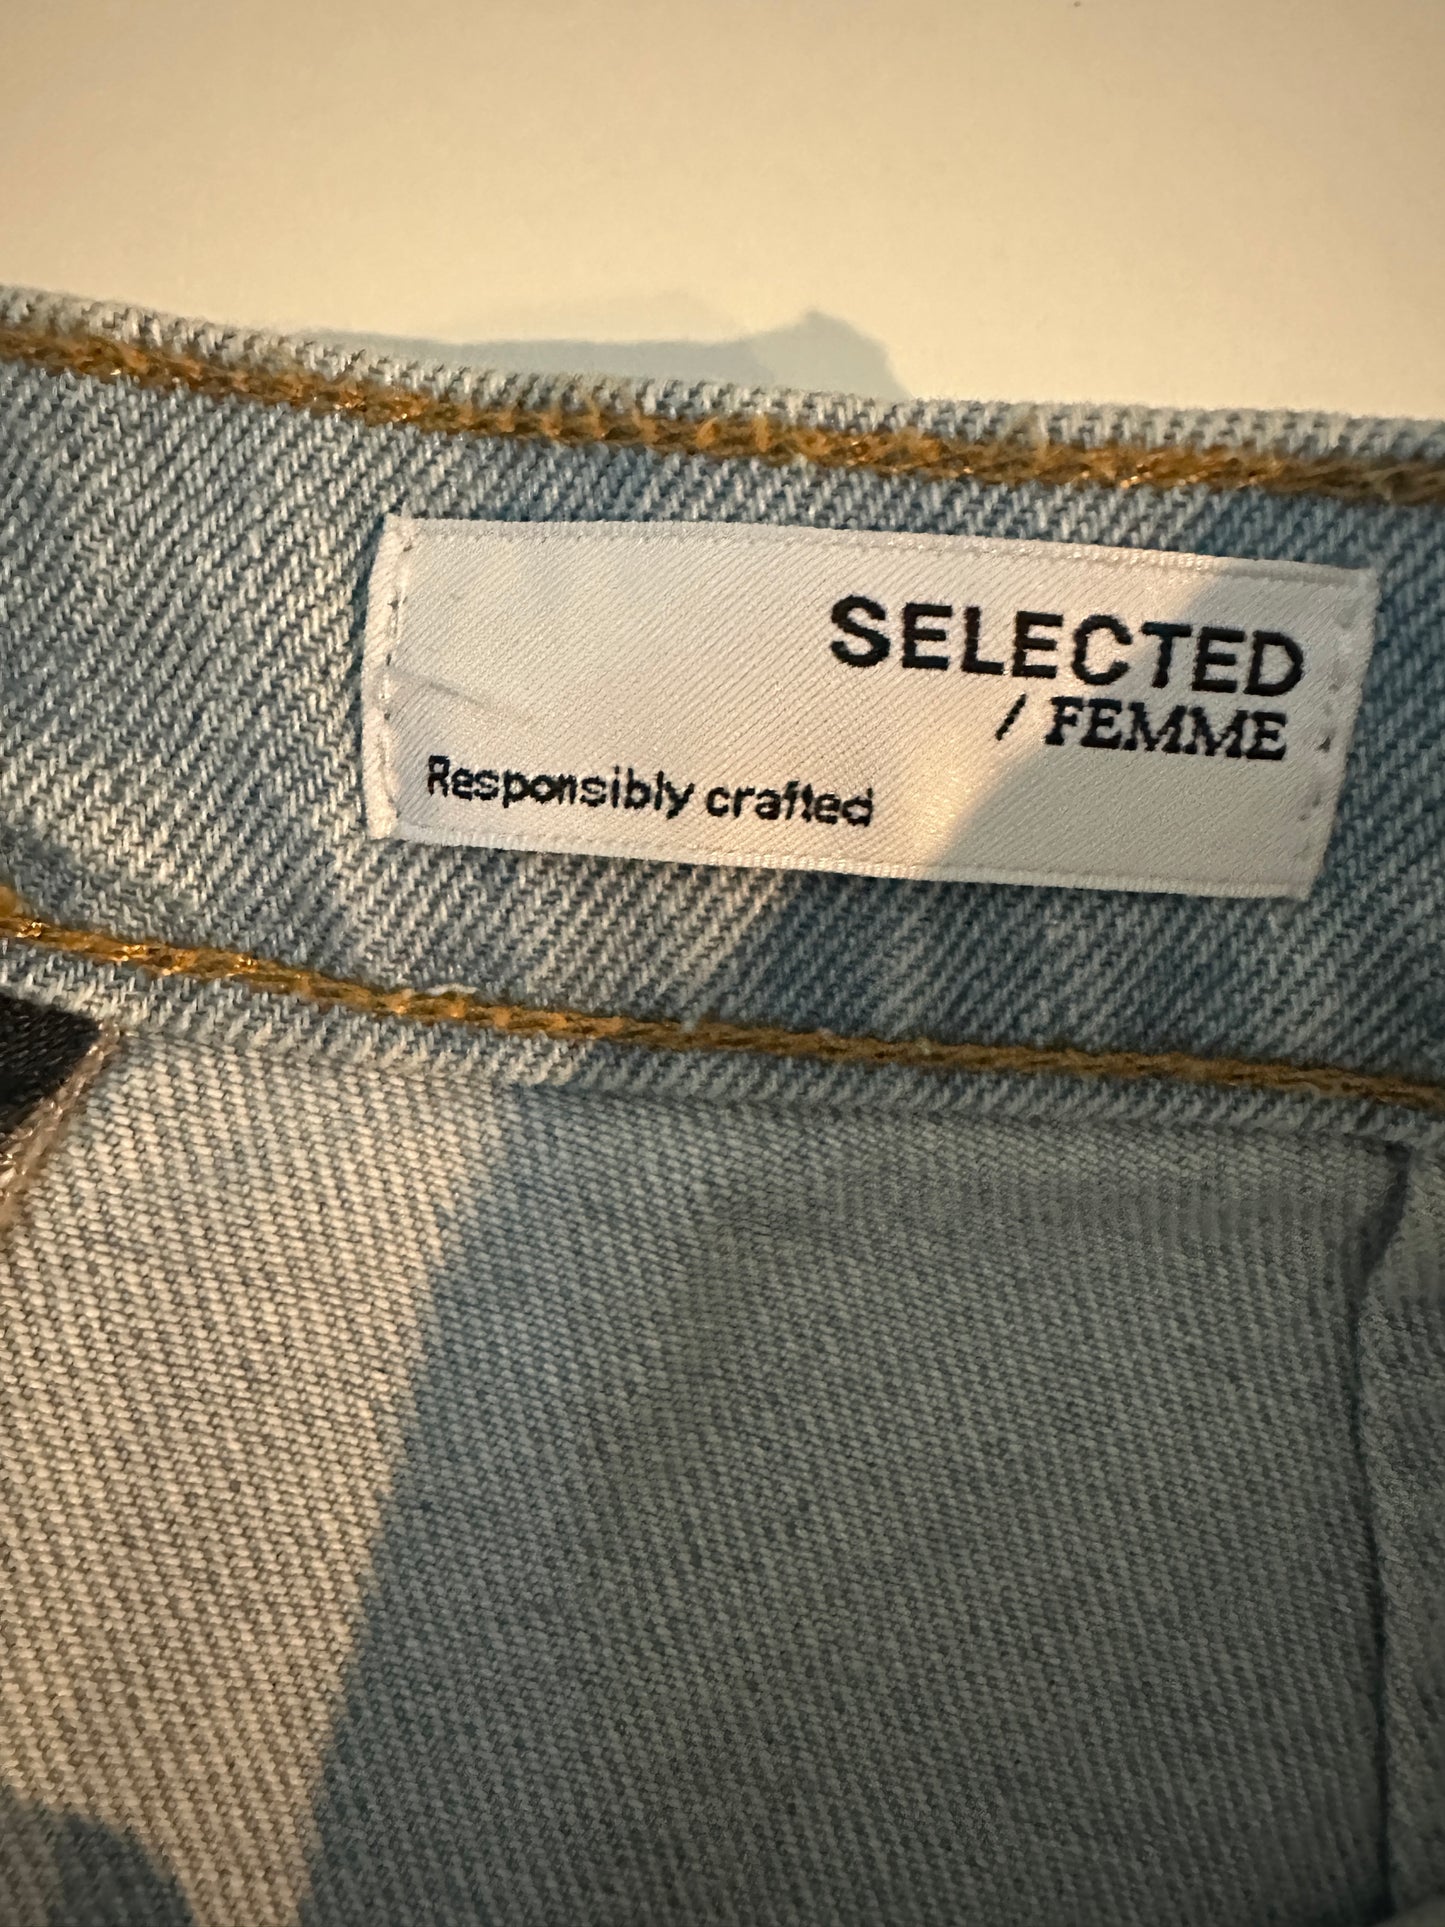 SELECTED
/ FEMME
Responsibly crafted